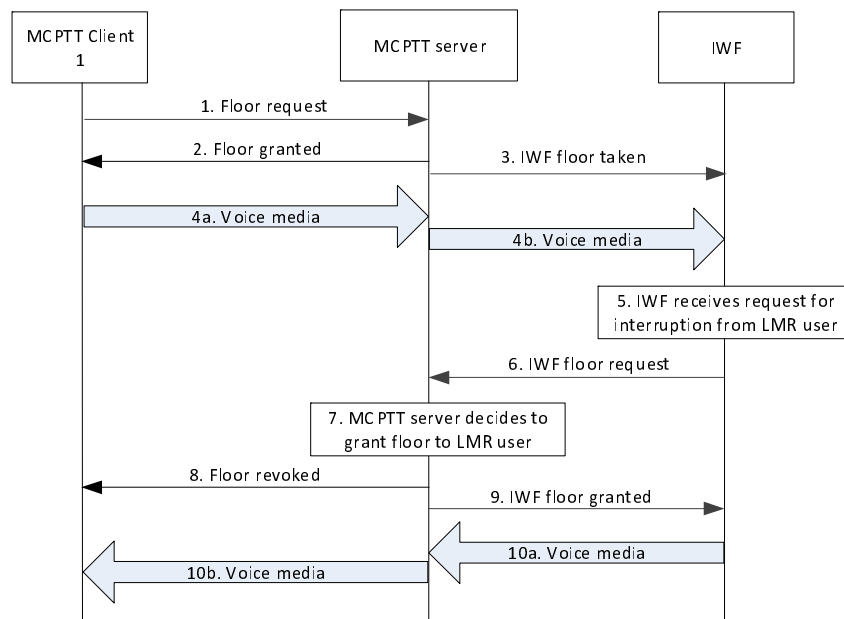 MCPTT Client
1
MCPTT server
IWF
1. Floor request
2. Floor granted
3. IWF floor taken
4a. Voice media
4b. Voice media
5. IWF receives request for
interruption from LMR user
6. IWF floor request
7. MCPTT server decides to
grant floor to LMR user
8. Floor revoked
9. IWF floor granted
10a. Voice media
10b. Voice media